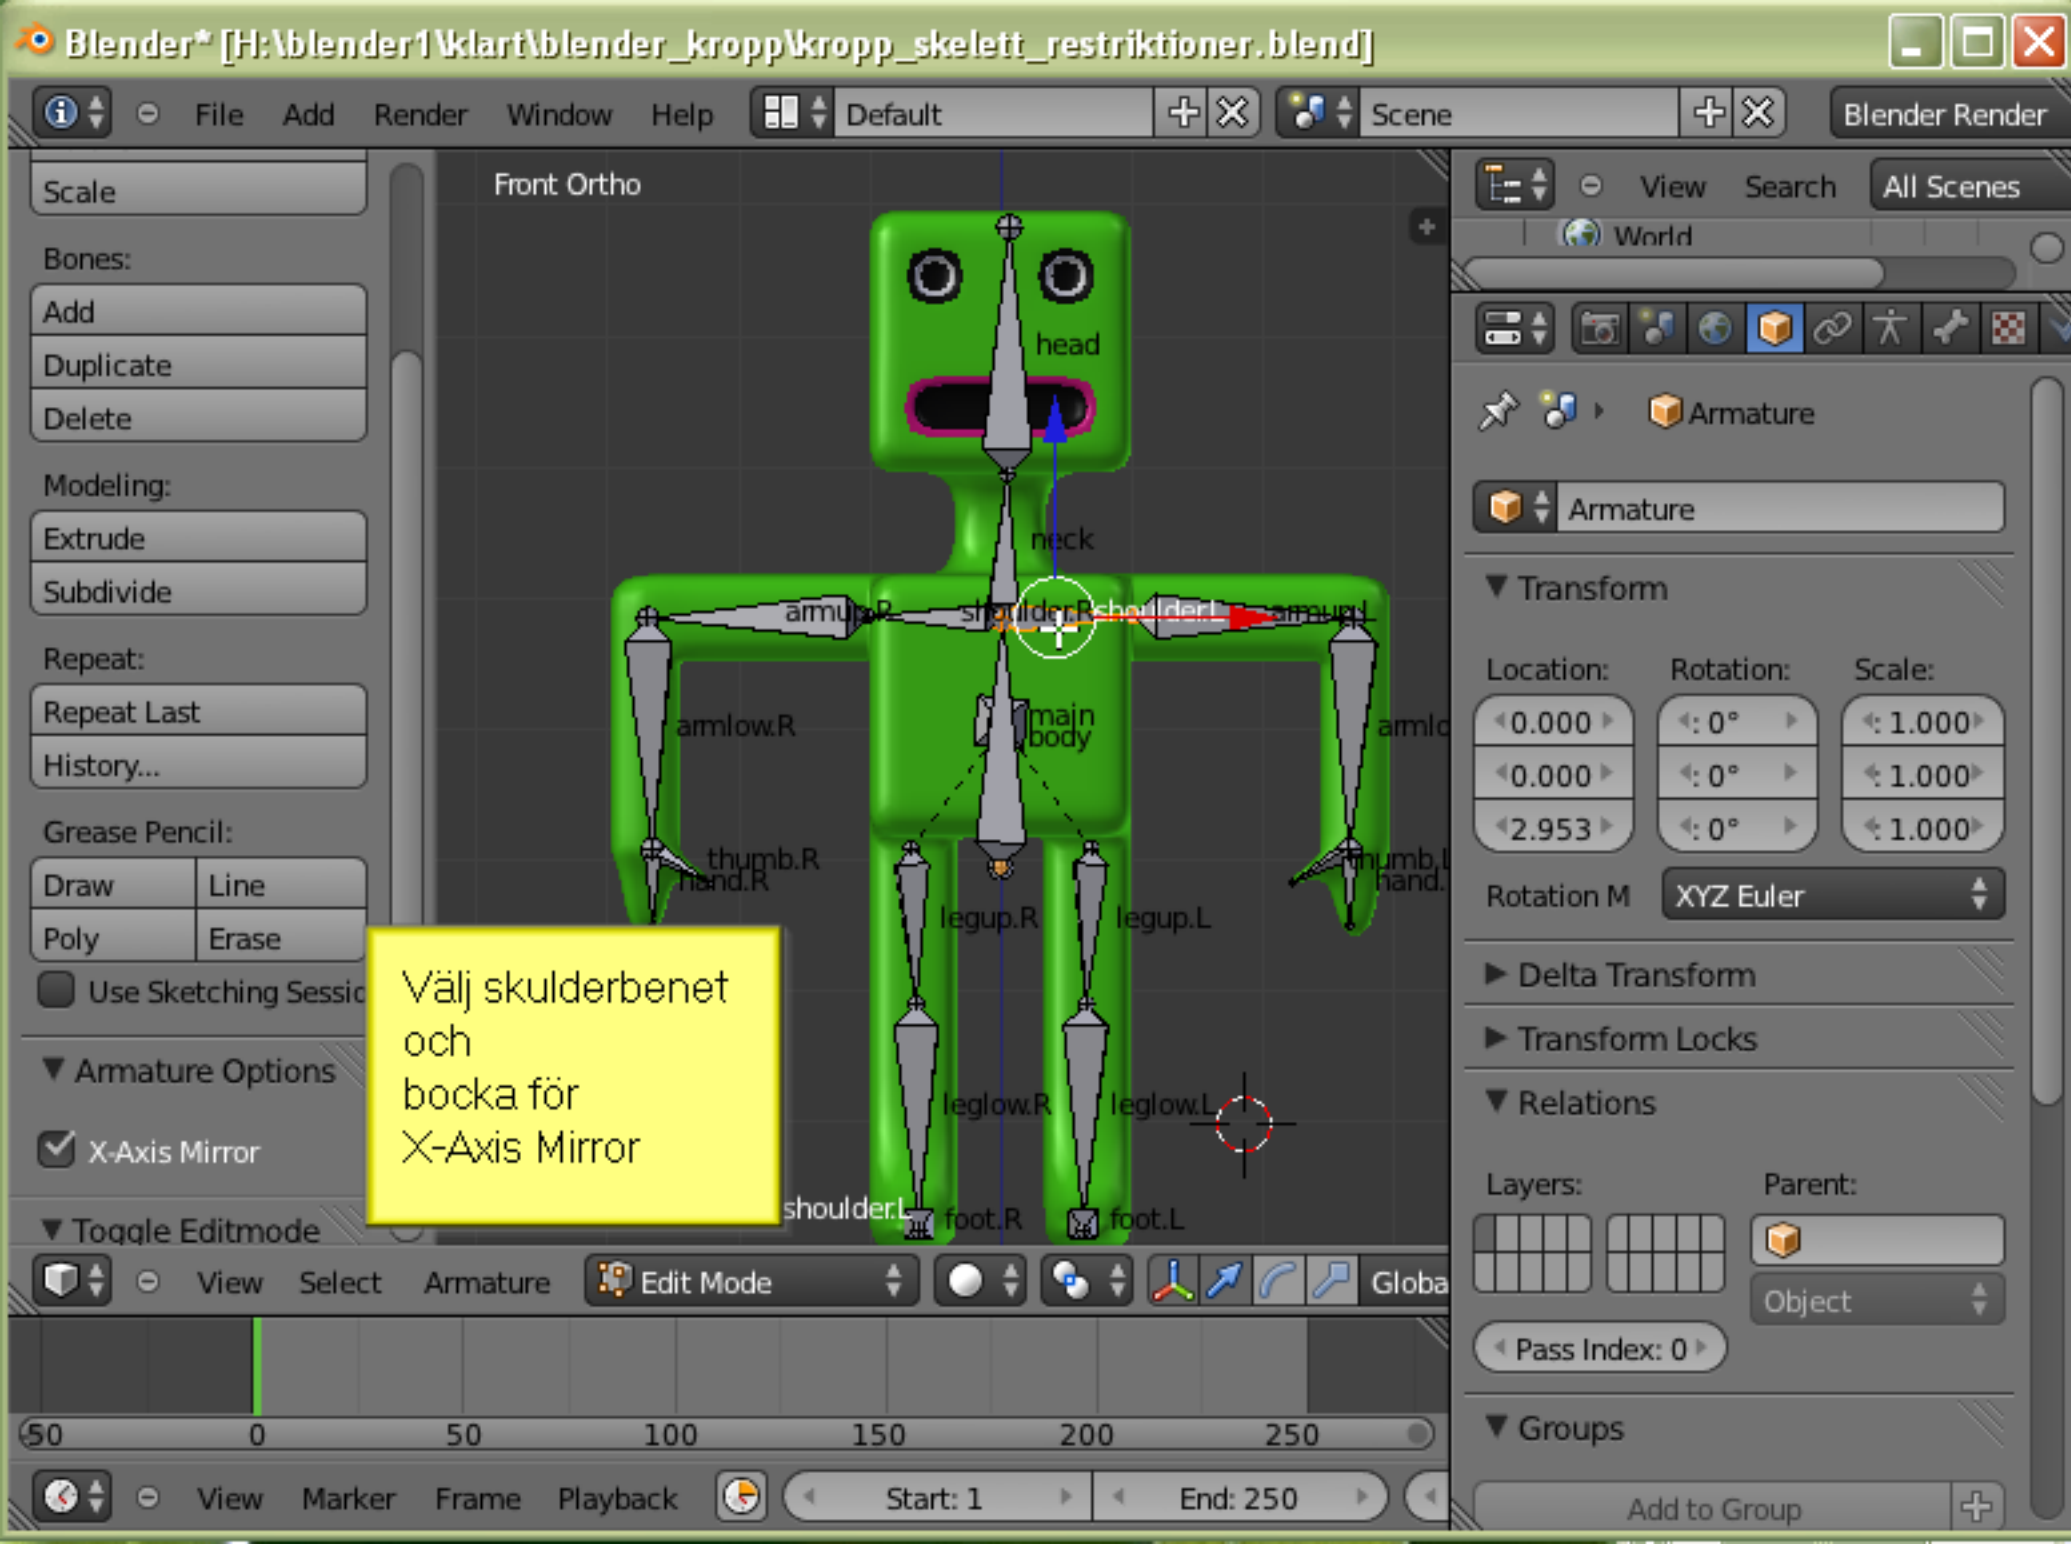 Blender* [H:\blender1\klart\blender_kropp\kropp_skelett_restriktioner.blend]
File Add Render Window Help Default Scene Blender Render
Scale
Bones:
Add
Duplicate
Delete
Modeling:
Extrude
Subdivide
Repeat:
Repeat Last
History...
Grease Pencil:
Draw Line
Poly Erase
Use Sketching Sessio
Armature Options
X-Axis Mirror
Toggle Editmode
Front Ortho
head
neck
armup.R shoulder.R shoulder.L armup.L
armlow.R
main
body
armlo
thumb.R
hand.R
thumb.L
hand.
legup.R legup.L
leglow.R leglow.L
shoulder.L foot.R foot.L
Välj skulderbenet
och
bocka för
X-Axis Mirror
View Select Armature Edit Mode Globa
-50 0 50 100 150 200 250
View Marker Frame Playback Start: 1 End: 250
View Search All Scenes
World
Armature
Armature
Transform
Location: Rotation: Scale:
0.000 : 0° : 1.000
0.000 : 0° : 1.000
2.953 : 0° : 1.000
Rotation M XYZ Euler
Delta Transform
Transform Locks
Relations
Layers: Parent:
Object
Pass Index: 0
Groups
Add to Group